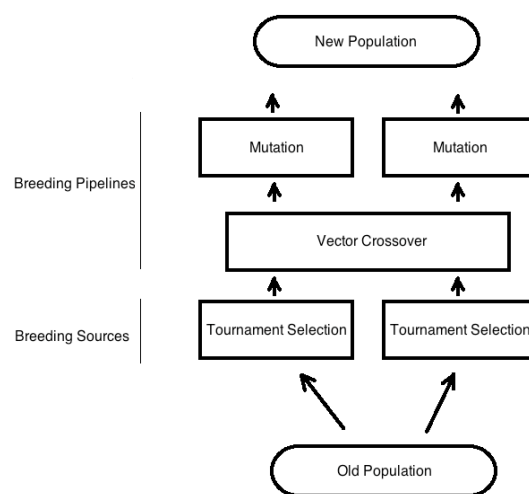 New Population
Mutation
Mutation
Breeding Pipelines
Vector Crossover
Breeding Sources
Tournament Selection
Tournament Selection
Old Population